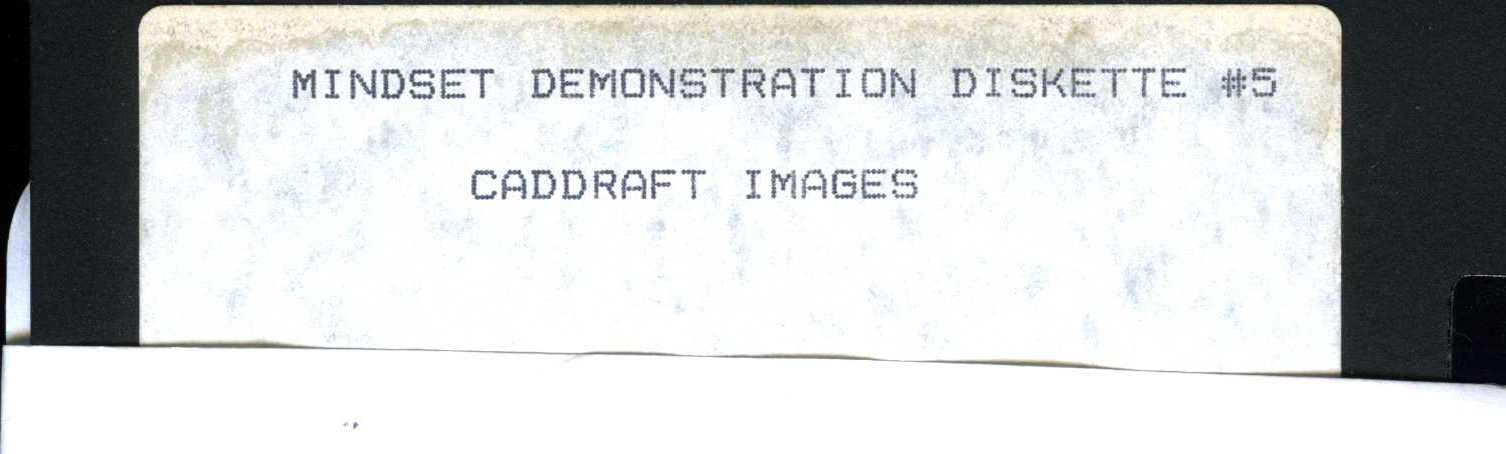 MINDSET DEMONSTRATION DISKETTE #5
CADDRAFT IMAGES